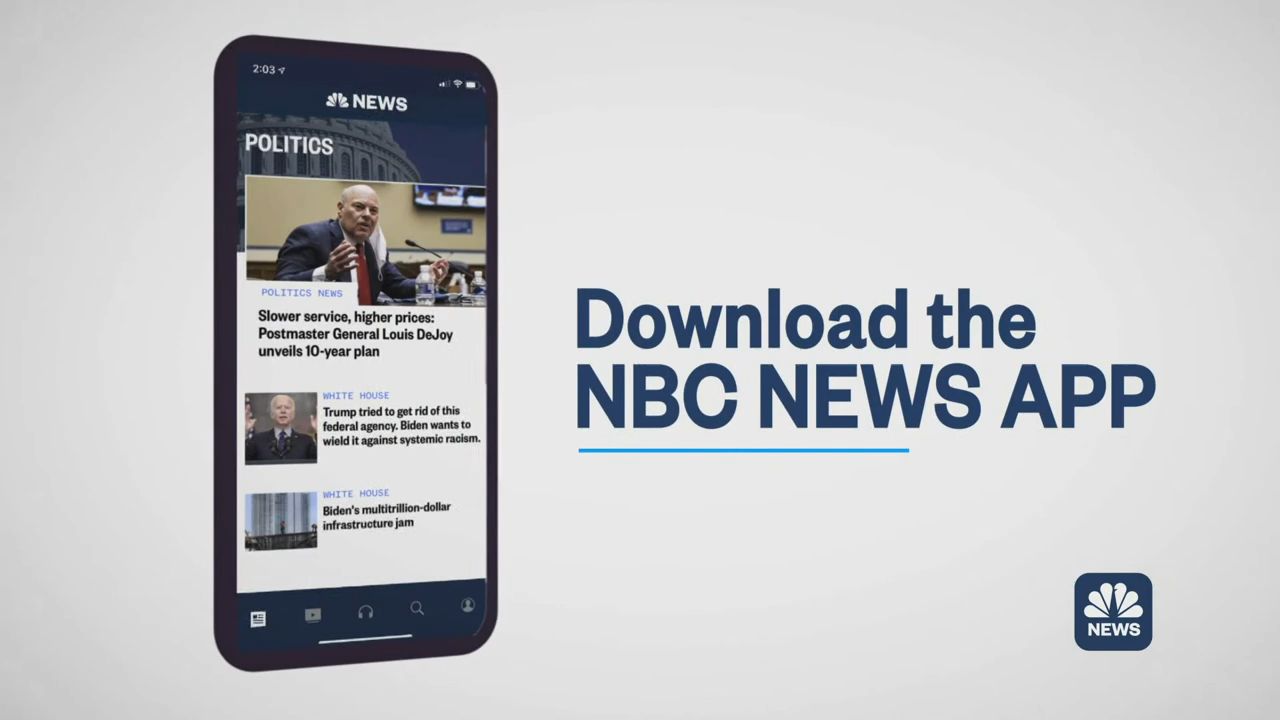 2:03
NEWS
POLITICS
POLITICS NEWS
Slower service, higher prices:
Postmaster General Louis DeJoy
unveils 10-year plan
WHITE HOUSE
Trump tried to get rid of this
federal agency. Biden wants to
wield it against systemic racism.
WHITE HOUSE
Biden's multitrillion-dollar
infrastructure jam
Download the
NBC NEWS APP
NEWS